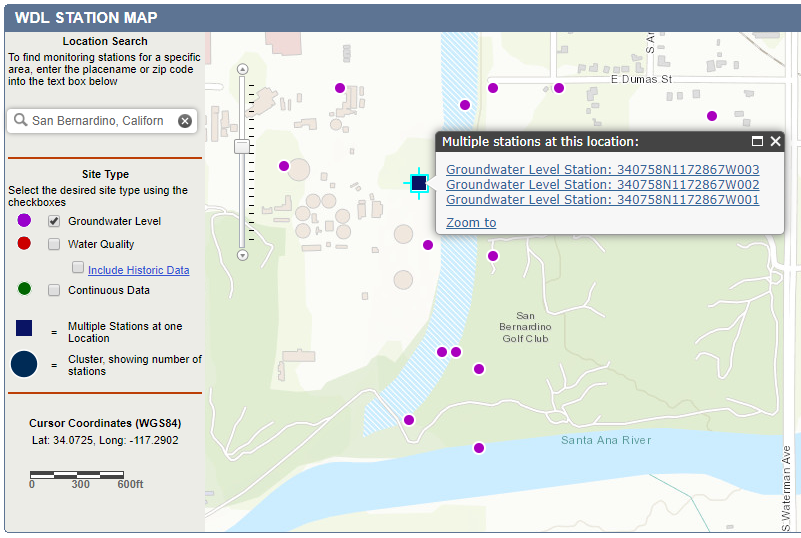 WDL STATION MAP
Location Search
To find monitoring stations for a specific
area, enter the placename or zip code
into the text box below
San Bernardino, Californ
Site Type
Select the desired site type using the
checkboxes
Groundwater Level
Water Quality
Include Historic Data
Continuous Data
= Multiple Stations at one
Location
= Cluster, showing number of
stations
Cursor Coordinates (WGS84)
Lat: 34.0725, Long: -117.2902
0 300 600ft
S Ar
E Dumas St
Multiple stations at this location:
Groundwater Level Station: 340758N1172867W003
Groundwater Level Station: 340758N1172867W002
Groundwater Level Station: 340758N1172867W001
Zoom to
San
Bernardino
Golf Club
Santa Ana River
S Waterman Ave